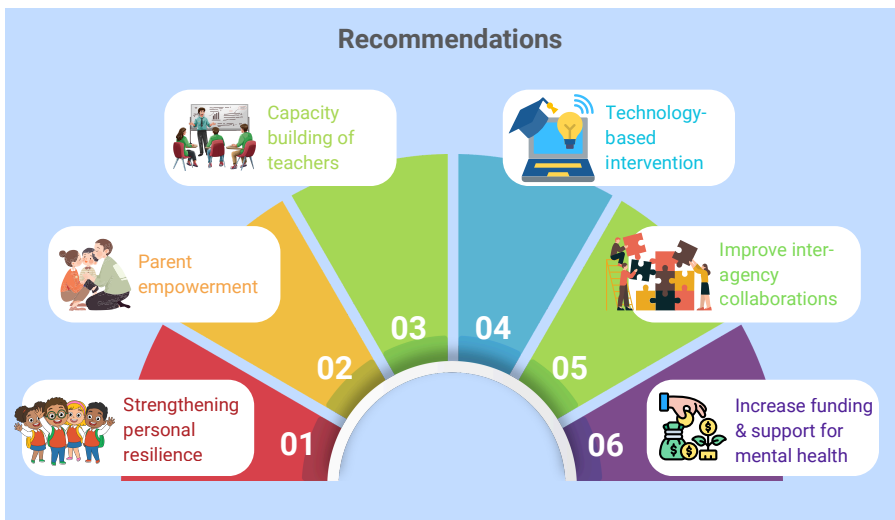 Recommendations
01
Strengthening
personal
resilience
02
Parent
empowerment
03
Capacity
building of
teachers
04
Technology-
based
intervention
05
Improve inter-
agency
collaborations
06
Increase funding
& support for
mental health